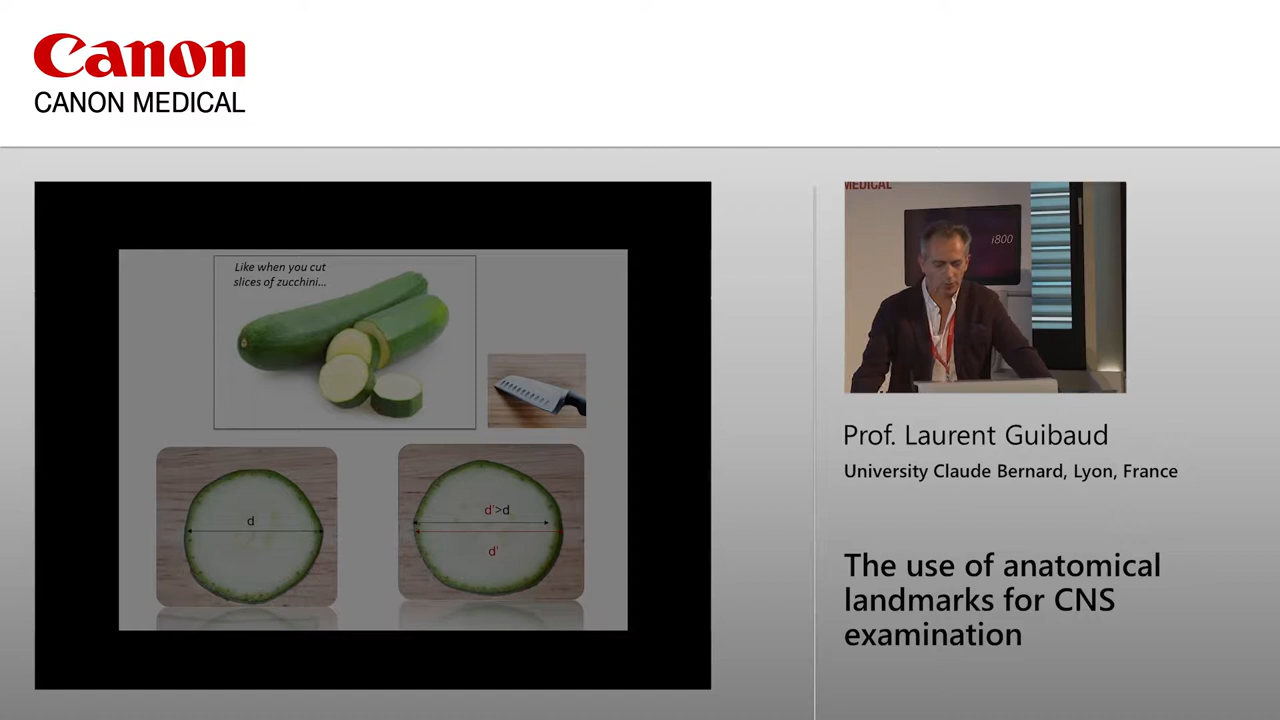 Canon
CANON MEDICAL
Like when you cut
slices of zucchini...
d
d'>d
d'
MEDICAL
i800
Prof. Laurent Guibaud
University Claude Bernard, Lyon, France
The use of anatomical
landmarks for CNS
examination